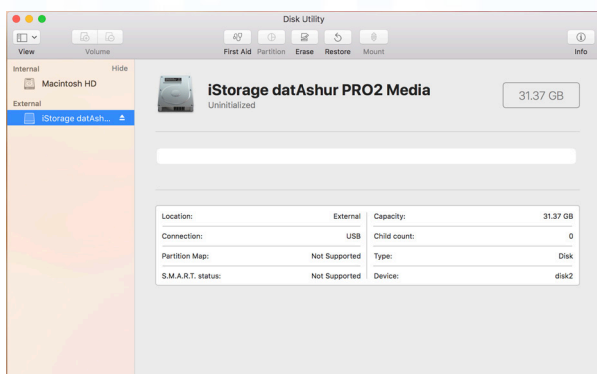 Disk Utility
View
Volume
First Aid
Partition
Erase
Restore
Mount
Info
Internal
Hide
Macintosh HD
External
iStorage datAsh...
iStorage datAshur PRO2 Media
Uninitialized
31.37 GB
Location: External
Capacity: 31.37 GB
Connection: USB
Child count: 0
Partition Map: Not Supported
Type: Disk
S.M.A.R.T. status: Not Supported
Device: disk2